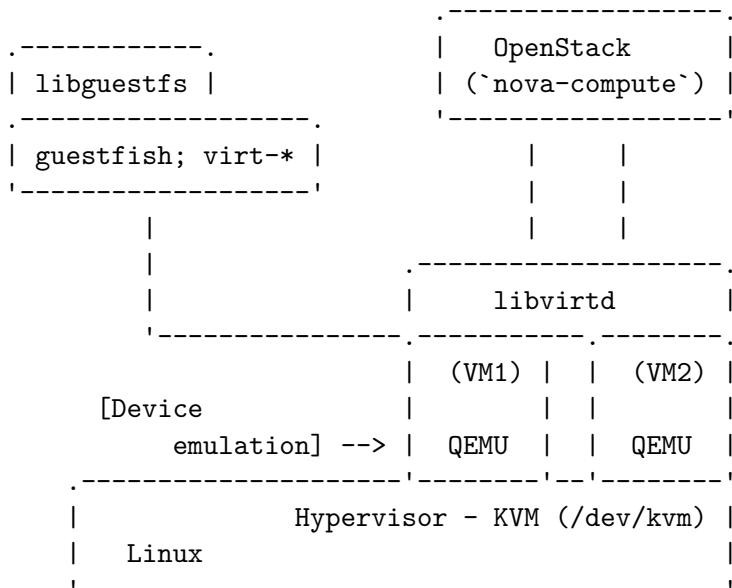 OpenStack
libguestfs
(`nova-compute`)
guestfish; virt-*
libvirtd
(VM1) (VM2)
[Device
emulation] --> QEMU QEMU
Hypervisor - KVM (/dev/kvm)
Linux